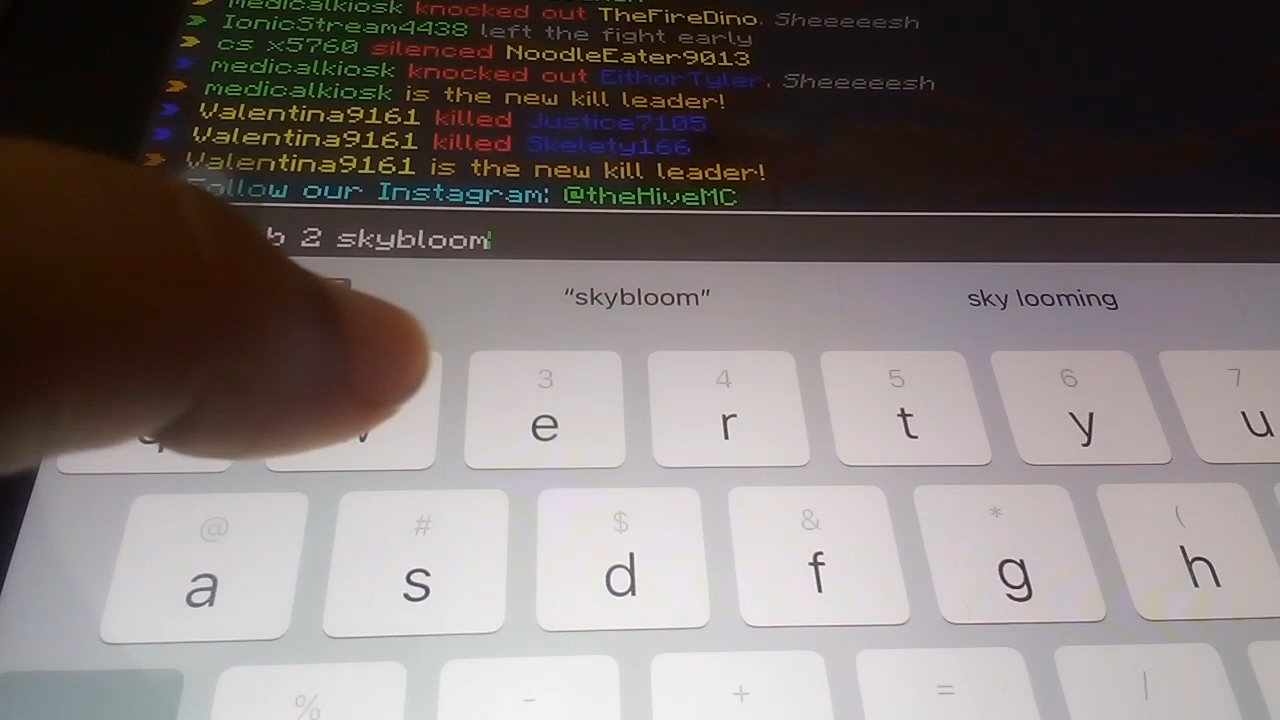 medicalkiosk knocked out TheFireDino. Sheeeeesh
IonicStream4438 left the fight early
cs x5760 silenced NoodleEater9013
medicalkiosk knocked out EithorTyler. Sheeeeesh
medicalkiosk is the new kill leader!
Valentina9161 killed Justice7105
Valentina9161 killed Skelety166
Valentina9161 is the new kill leader!
Follow our Instagram: @theHiveMC
b 2 skybloom
“skybloom” sky looming
3 4 5 6 7
q w e r t y u
@ # $ & * (
a s d f g h
% - + = |